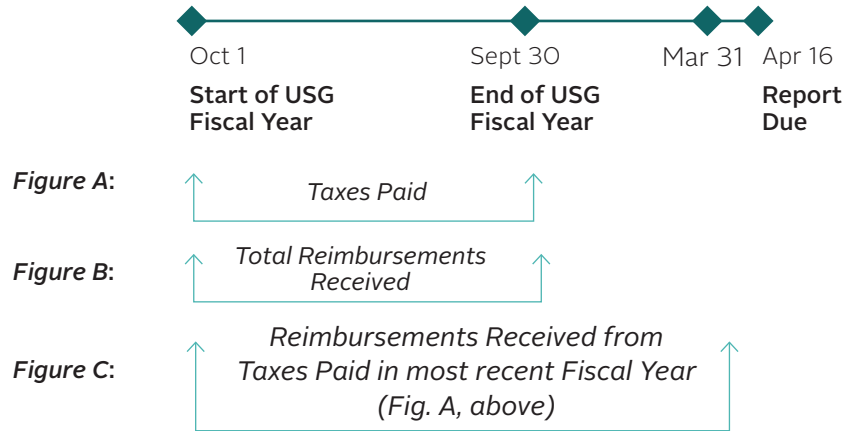 Oct 1 Sept 30 Mar 31 Apr 16
Start of USG End of USG Report
Fiscal Year Fiscal Year Due
Figure A: Taxes Paid
Total Reimbursements
Figure B: Received
Reimbursements Received from
Figure C: Taxes Paid in most recent Fiscal Year
(Fig. A, above)